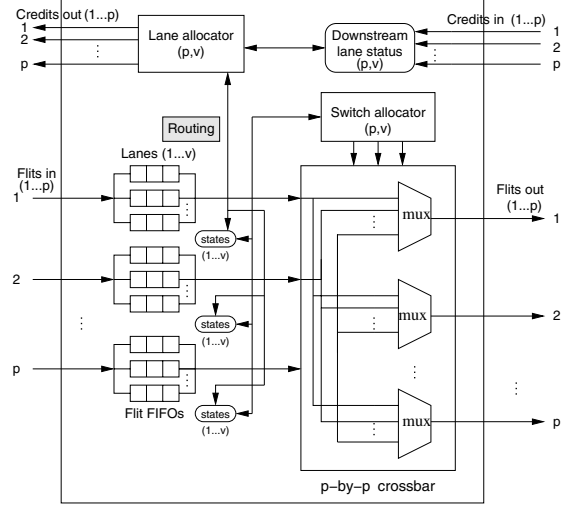 Credits out (1...p)
1
2
p
Lane allocator
(p,v)
Downstream
lane status
(p,v)
Credits in (1...p)
1
2
p
Routing
Switch allocator
(p,v)
Lanes (1...v)
Flits in
(1...p)
1
states
(1...v)
mux
Flits out
(1...p)
1
2
states
(1...v)
mux
2
p
Flit FIFOs
states
(1...v)
mux
p
p-by-p crossbar